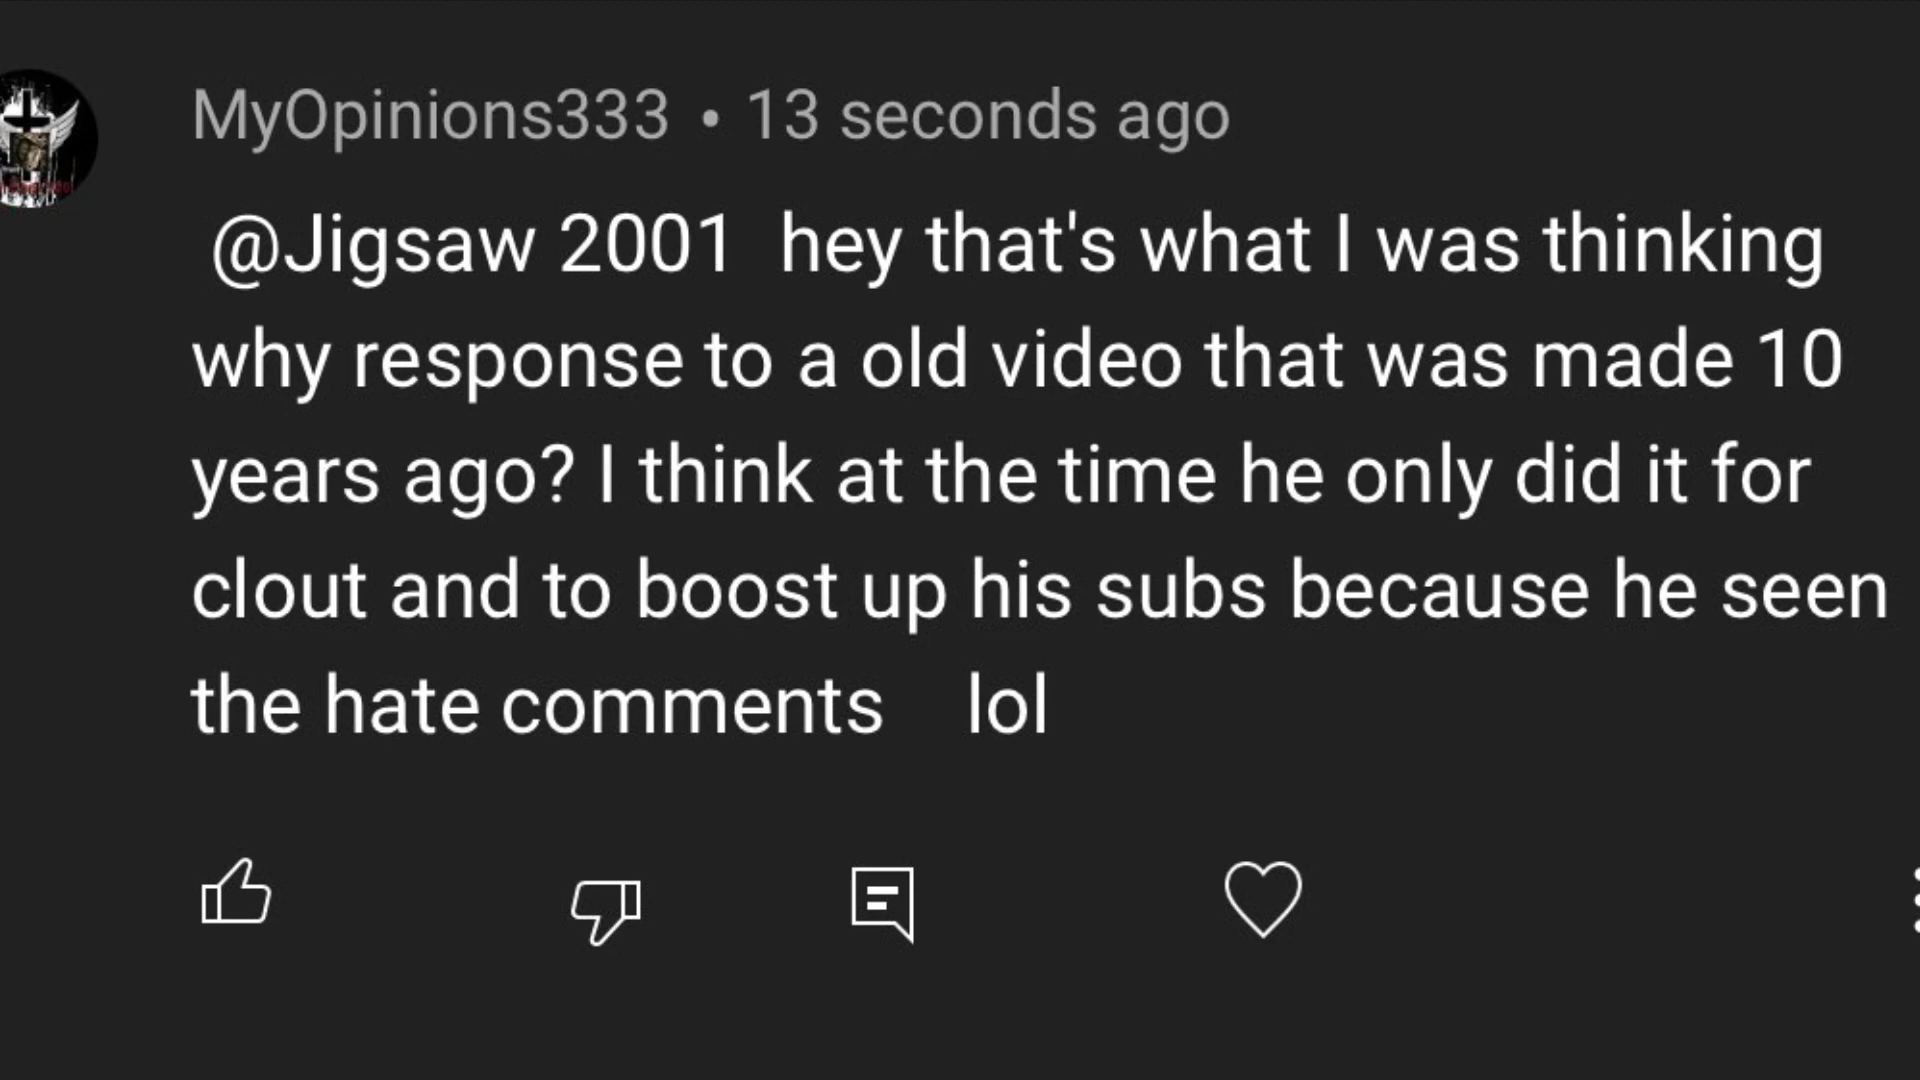 MyOpinions333 • 13 seconds ago
@Jigsaw 2001 hey that's what I was thinking
why response to a old video that was made 10
years ago? I think at the time he only did it for
clout and to boost up his subs because he seen
the hate comments lol